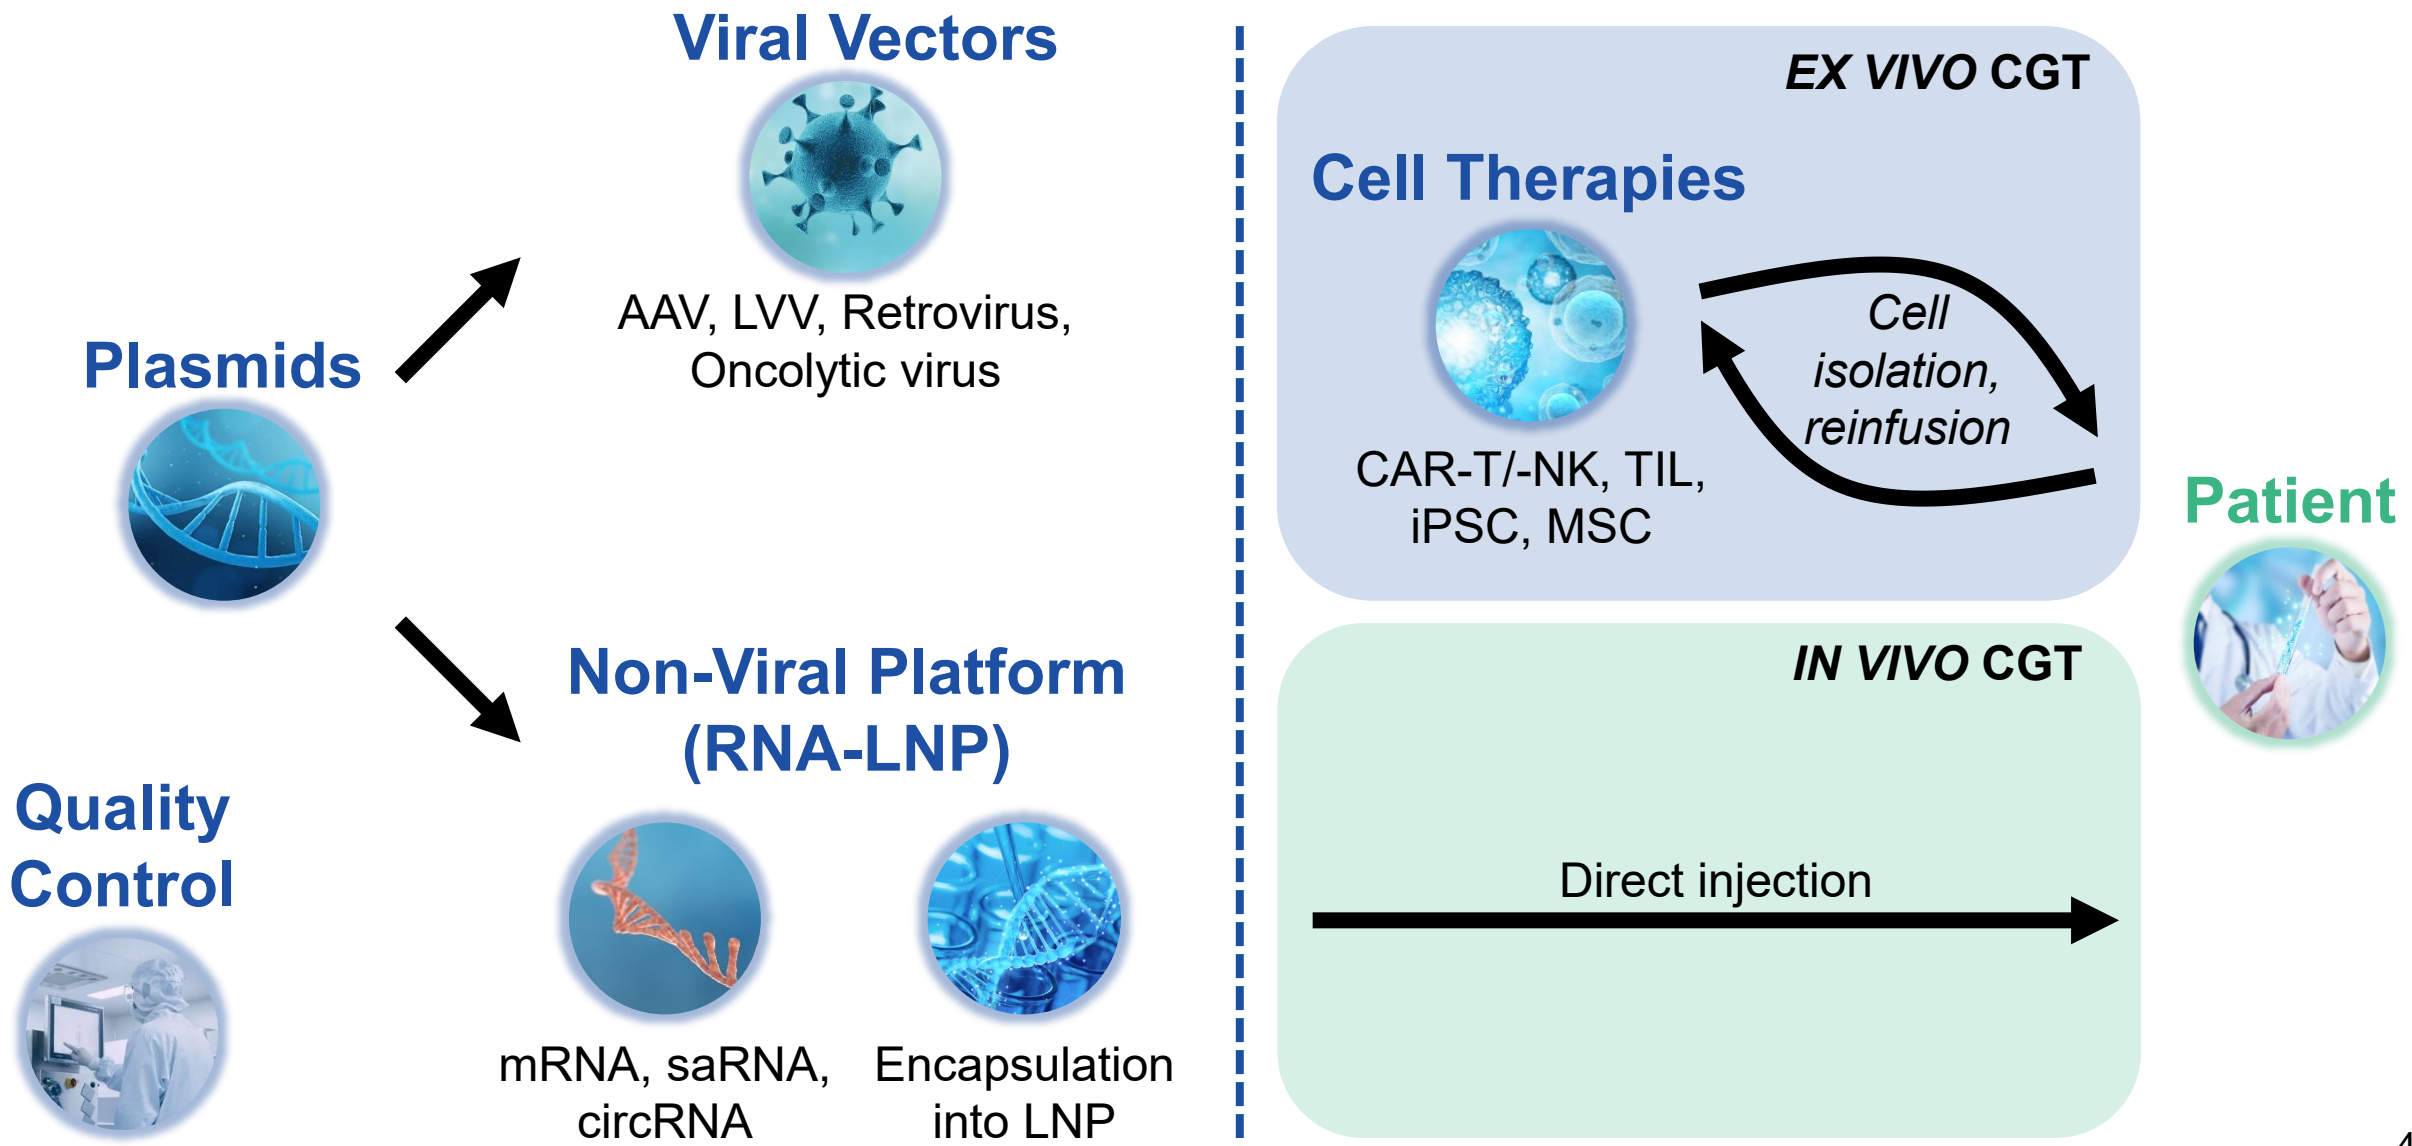 Viral Vectors
AAV, LVV, Retrovirus,
Oncolytic virus
Plasmids
Non-Viral Platform
(RNA-LNP)
mRNA, saRNA,
circRNA
Encapsulation
into LNP
Quality
Control
EX VIVO CGT
Cell Therapies
CAR-T/-NK, TIL,
iPSC, MSC
Cell
isolation,
reinfusion
IN VIVO CGT
Direct injection
Patient